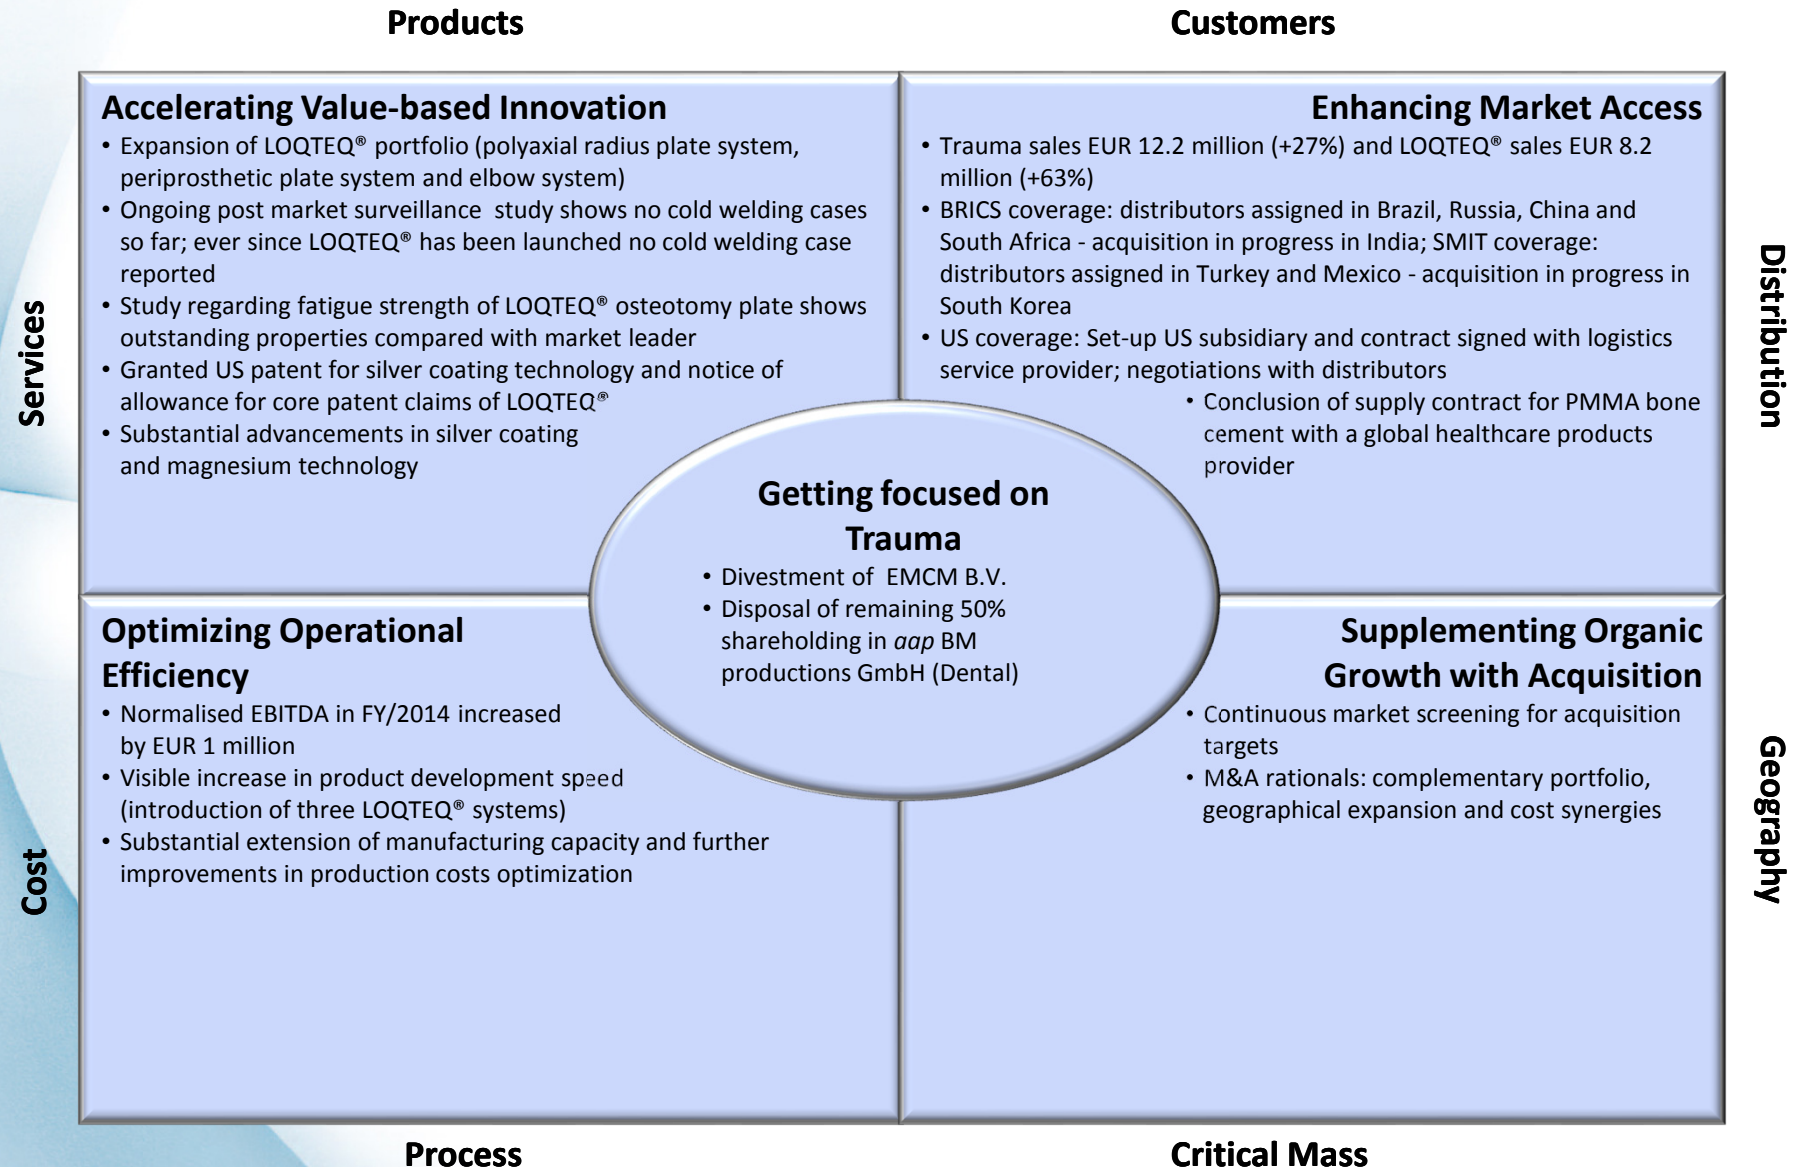 Products
Customers
Services
Accelerating Value-based Innovation
• Expansion of LOQTEQ® portfolio (polyaxial radius plate system,
periprosthetic plate system and elbow system)
• Ongoing post market surveillance study shows no cold welding cases
so far; ever since LOQTEQ® has been launched no cold welding case
reported
• Study regarding fatigue strength of LOQTEQ® osteotomy plate shows
outstanding properties compared with market leader
• Granted US patent for silver coating technology and notice of
allowance for core patent claims of LOQTEQ®
• Substantial advancements in silver coating
and magnesium technology
Enhancing Market Access
• Trauma sales EUR 12.2 million (+27%) and LOQTEQ® sales EUR 8.2
million (+63%)
• BRICS coverage: distributors assigned in Brazil, Russia, China and
South Africa - acquisition in progress in India; SMIT coverage:
distributors assigned in Turkey and Mexico - acquisition in progress in
South Korea
• US coverage: Set-up US subsidiary and contract signed with logistics
service provider; negotiations with distributors
• Conclusion of supply contract for PMMA bone
cement with a global healthcare products
provider
Distribution
Getting focused on
Trauma
• Divestment of EMCM B.V.
• Disposal of remaining 50%
shareholding in aap BM
productions GmbH (Dental)
Cost
Optimizing Operational
Efficiency
• Normalised EBITDA in FY/2014 increased
by EUR 1 million
• Visible increase in product development speed
(introduction of three LOQTEQ® systems)
• Substantial extension of manufacturing capacity and further
improvements in production costs optimization
Supplementing Organic
Growth with Acquisition
• Continuous market screening for acquisition
targets
• M&A rationals: complementary portfolio,
geographical expansion and cost synergies
Geography
Process
Critical Mass